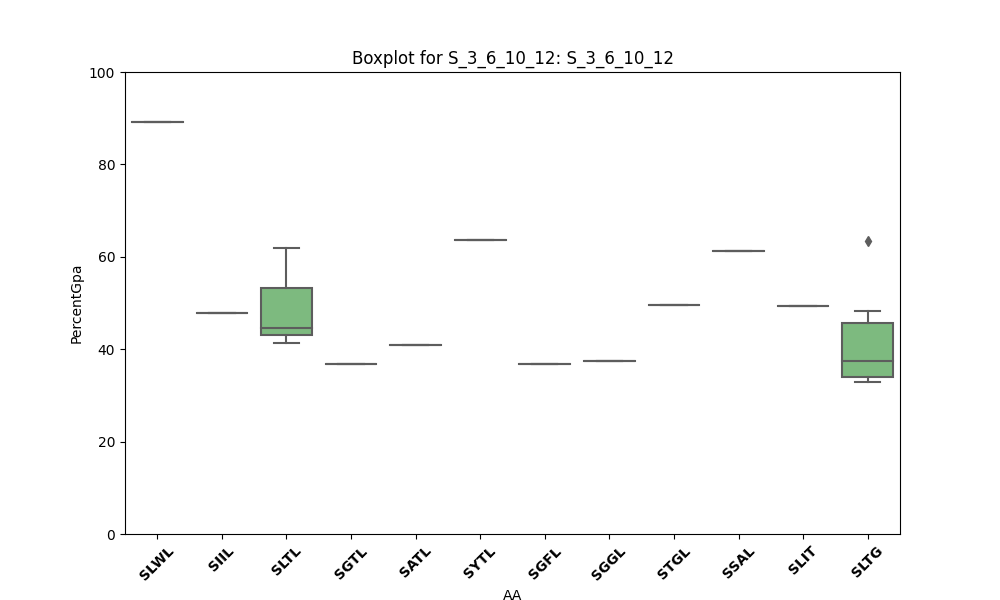 Boxplot for S_3_6_10_12: S_3_6_10_12
100
80
60
40
20
0
PercentGpa
SLWL SIIL SLTL SGTL SATL SYTL SGFL SGGL STGL SSAL SLIT SLTG
AA